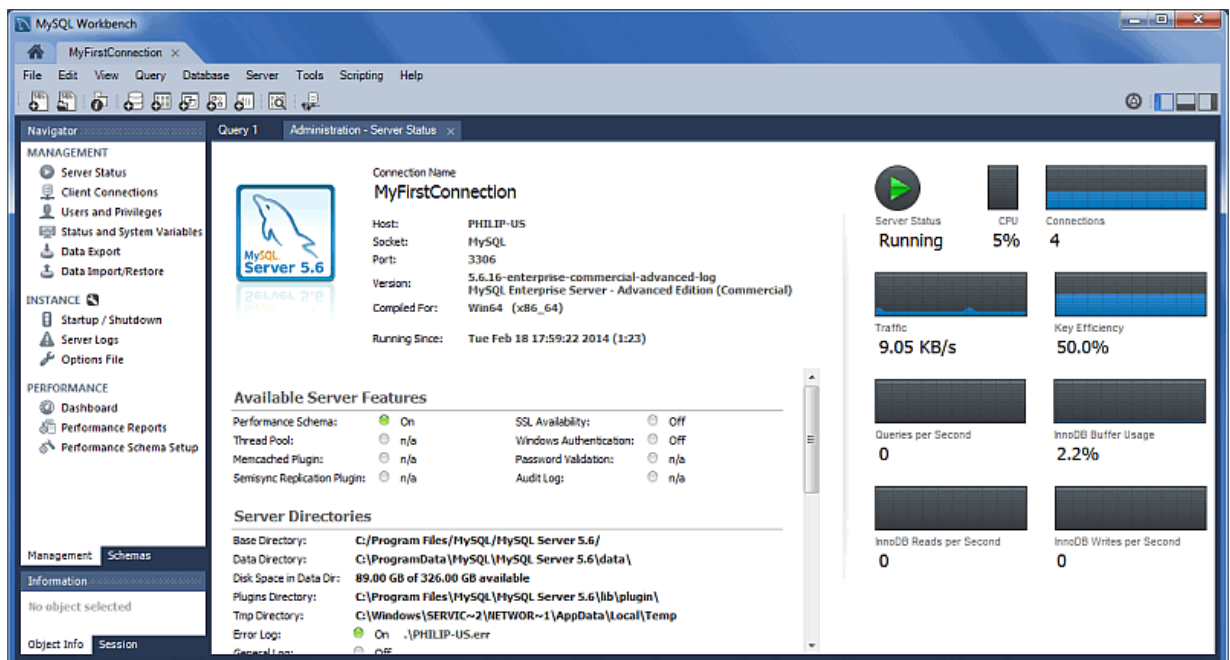 MySQL Workbench
MyFirstConnection
File Edit View Query Database Server Tools Scripting Help
Navigator
MANAGEMENT
Server Status
Client Connections
Users and Privileges
Status and System Variables
Data Export
Data Import/Restore
INSTANCE
Startup / Shutdown
Server Logs
Options File
PERFORMANCE
Dashboard
Performance Reports
Performance Schema Setup
Management Schemas
Information
No object selected
Object Info Session
Query 1 Administration - Server Status
MySQL
Server 5.6
Connection Name
MyFirstConnection
Host: PHILIP-US
Socket: MySQL
Port: 3306
Version: 5.6.16-enterprise-commercial-advanced-log
MySQL Enterprise Server - Advanced Edition (Commercial)
Compiled For: Win64 (x86_64)
Running Since: Tue Feb 18 17:59:22 2014 (1:23)
Available Server Features
Performance Schema: On SSL Availability: Off
Thread Pool: n/a Windows Authentication: Off
Memcached Plugin: n/a Password Validation: n/a
Semisync Replication Plugin: n/a Audit Log: n/a
Server Directories
Base Directory: C:/Program Files/MySQL/MySQL Server 5.6/
Data Directory: C:\ProgramData\MySQL\MySQL Server 5.6\data\
Disk Space in Data Dir: 89.00 GB of 326.00 GB available
Plugins Directory: C:\Program Files\MySQL\MySQL Server 5.6\lib\plugin\
Tmp Directory: C:\Windows\SERVIC~2\NETWOR~1\AppData\Local\Temp
Error Log: On .\PHILIP-US.err
General Log: Off
Server Status CPU Connections
Running 5% 4
Traffic Key Efficiency
9.05 KB/s 50.0%
Queries per Second InnoDB Buffer Usage
0 2.2%
InnoDB Reads per Second InnoDB Writes per Second
0 0